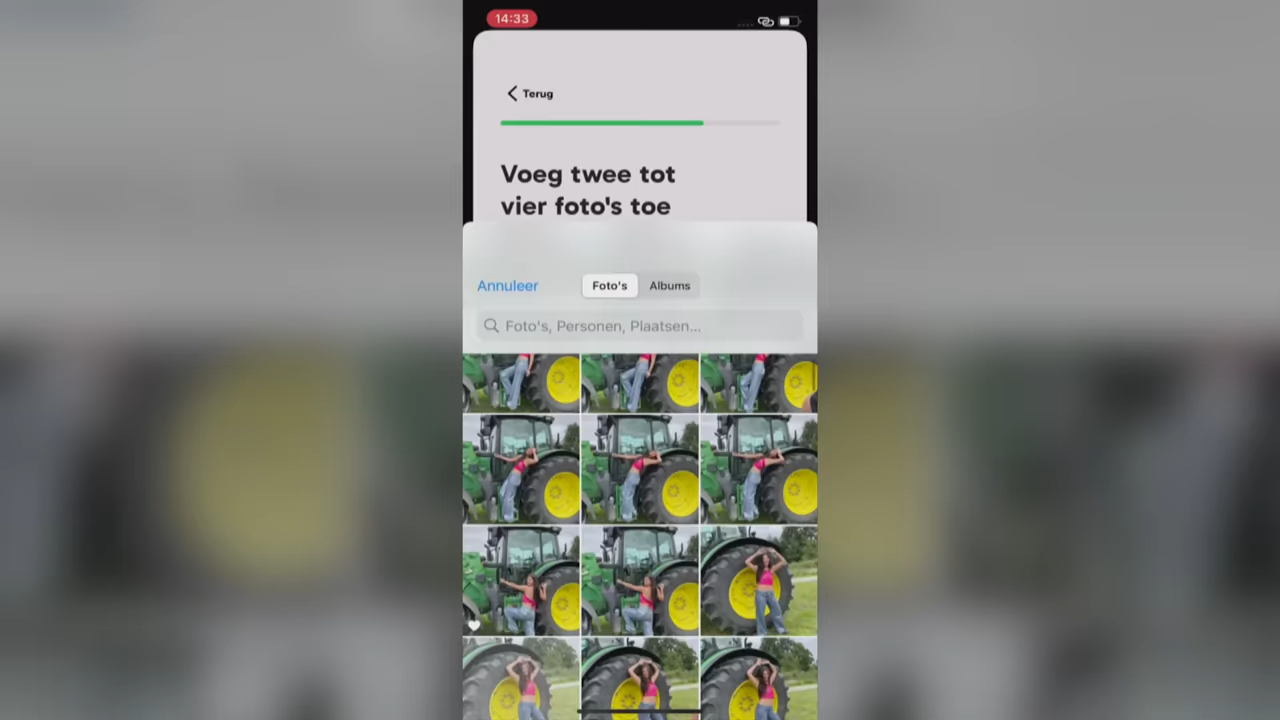 14:33
Terug
Voeg twee tot
vier foto's toe
Annuleer
Foto's
Albums
Foto's, Personen, Plaatsen...